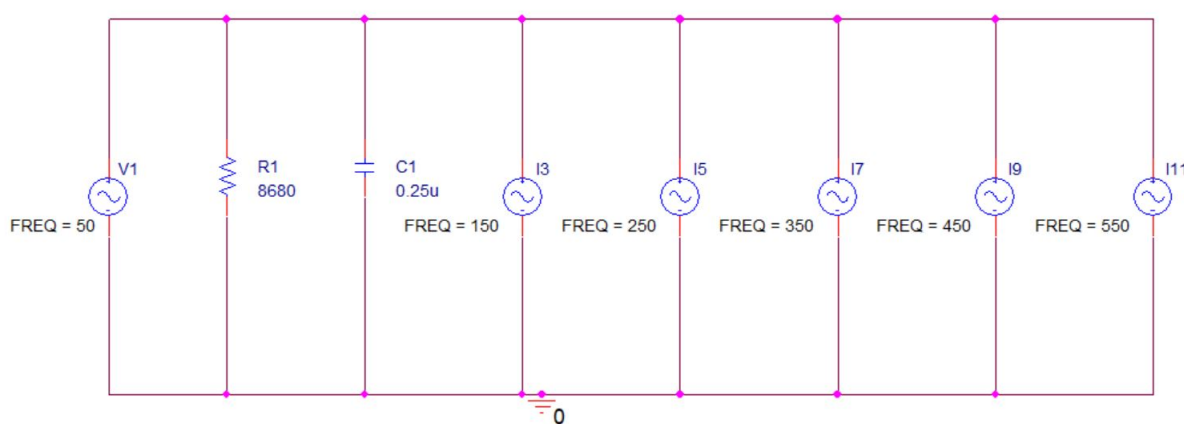 V1
FREQ = 50
R1
8680
C1
0.25u
I3
FREQ = 150
I5
FREQ = 250
I7
FREQ = 350
I9
FREQ = 450
I11
FREQ = 550
0